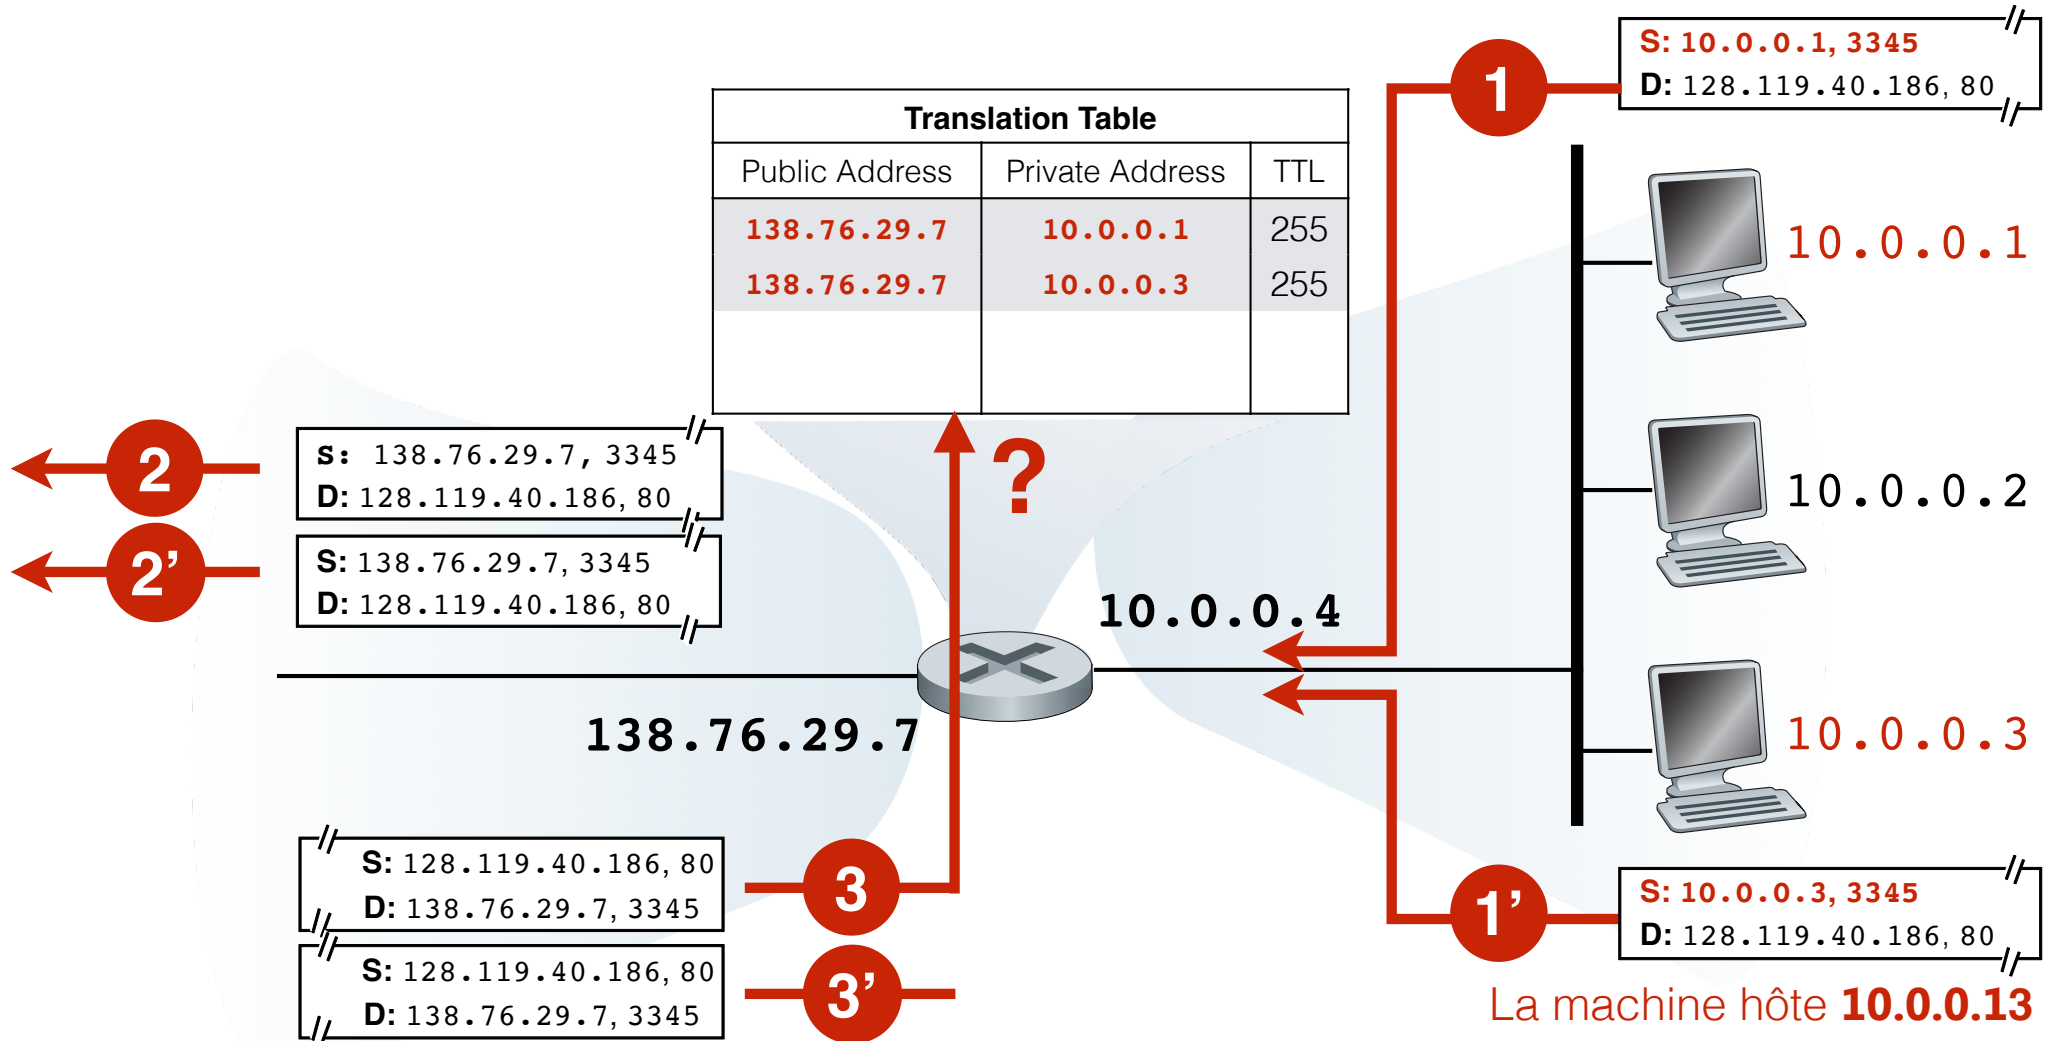 1
S: 10.0.0.1, 3345
D: 128.119.40.186, 80
Translation Table
Public Address Private Address TTL
138.76.29.7 10.0.0.1 255
138.76.29.7 10.0.0.3 255
10.0.0.1
2
s: 138.76.29.7, 3345
D: 128.119.40.186, 80
?
10.0.0.2
2’
S: 138.76.29.7, 3345
D: 128.119.40.186, 80
10.0.0.4
138.76.29.7
10.0.0.3
S: 128.119.40.186, 80
D: 138.76.29.7, 3345
3
1’
S: 10.0.0.3, 3345
D: 128.119.40.186, 80
S: 128.119.40.186, 80
D: 138.76.29.7, 3345
3’
La machine hôte 10.0.0.13